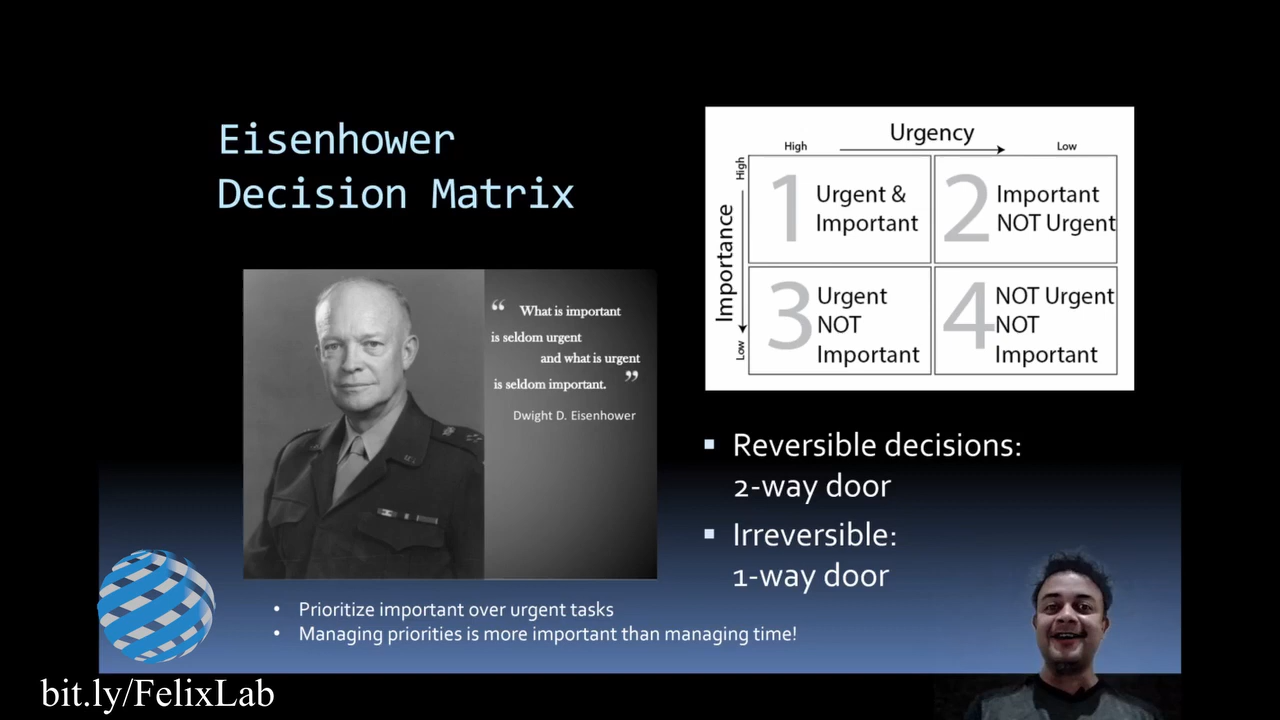 Eisenhower
Decision Matrix
“ What is important
is seldom urgent
and what is urgent
is seldom important. ”
Dwight D. Eisenhower
Urgency
High
Low
Importance
High
Low
1 Urgent &
Important
2 Important
NOT Urgent
3 Urgent
NOT
Important
4 NOT Urgent
NOT
Important
▪ Reversible decisions:
2-way door
▪ Irreversible:
1-way door
• Prioritize important over urgent tasks
• Managing priorities is more important than managing time!
bit.ly/FelixLab